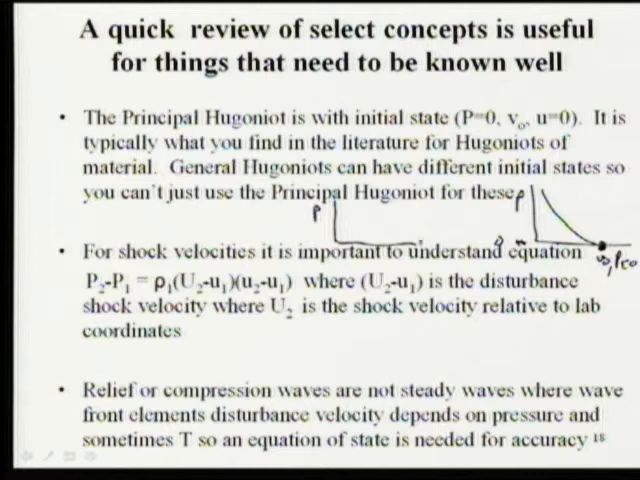 A quick review of select concepts is useful
for things that need to be known well
• The Principal Hugoniot is with initial state (P=0, vₒ, u=0). It is
typically what you find in the literature for Hugoniots of
material. General Hugoniots can have different initial states so
you can't just use the Principal Hugoniot for these
P
P
• For shock velocities it is important to understand equation
P₂-P₁ = ρ₁(U₂-u₁)(u₂-u₁) where (U₂-u₁) is the disturbance
shock velocity where U₂ is the shock velocity relative to lab
coordinates
• Relief or compression waves are not steady waves where wave
front elements disturbance velocity depends on pressure and
sometimes T so an equation of state is needed for accuracy 18